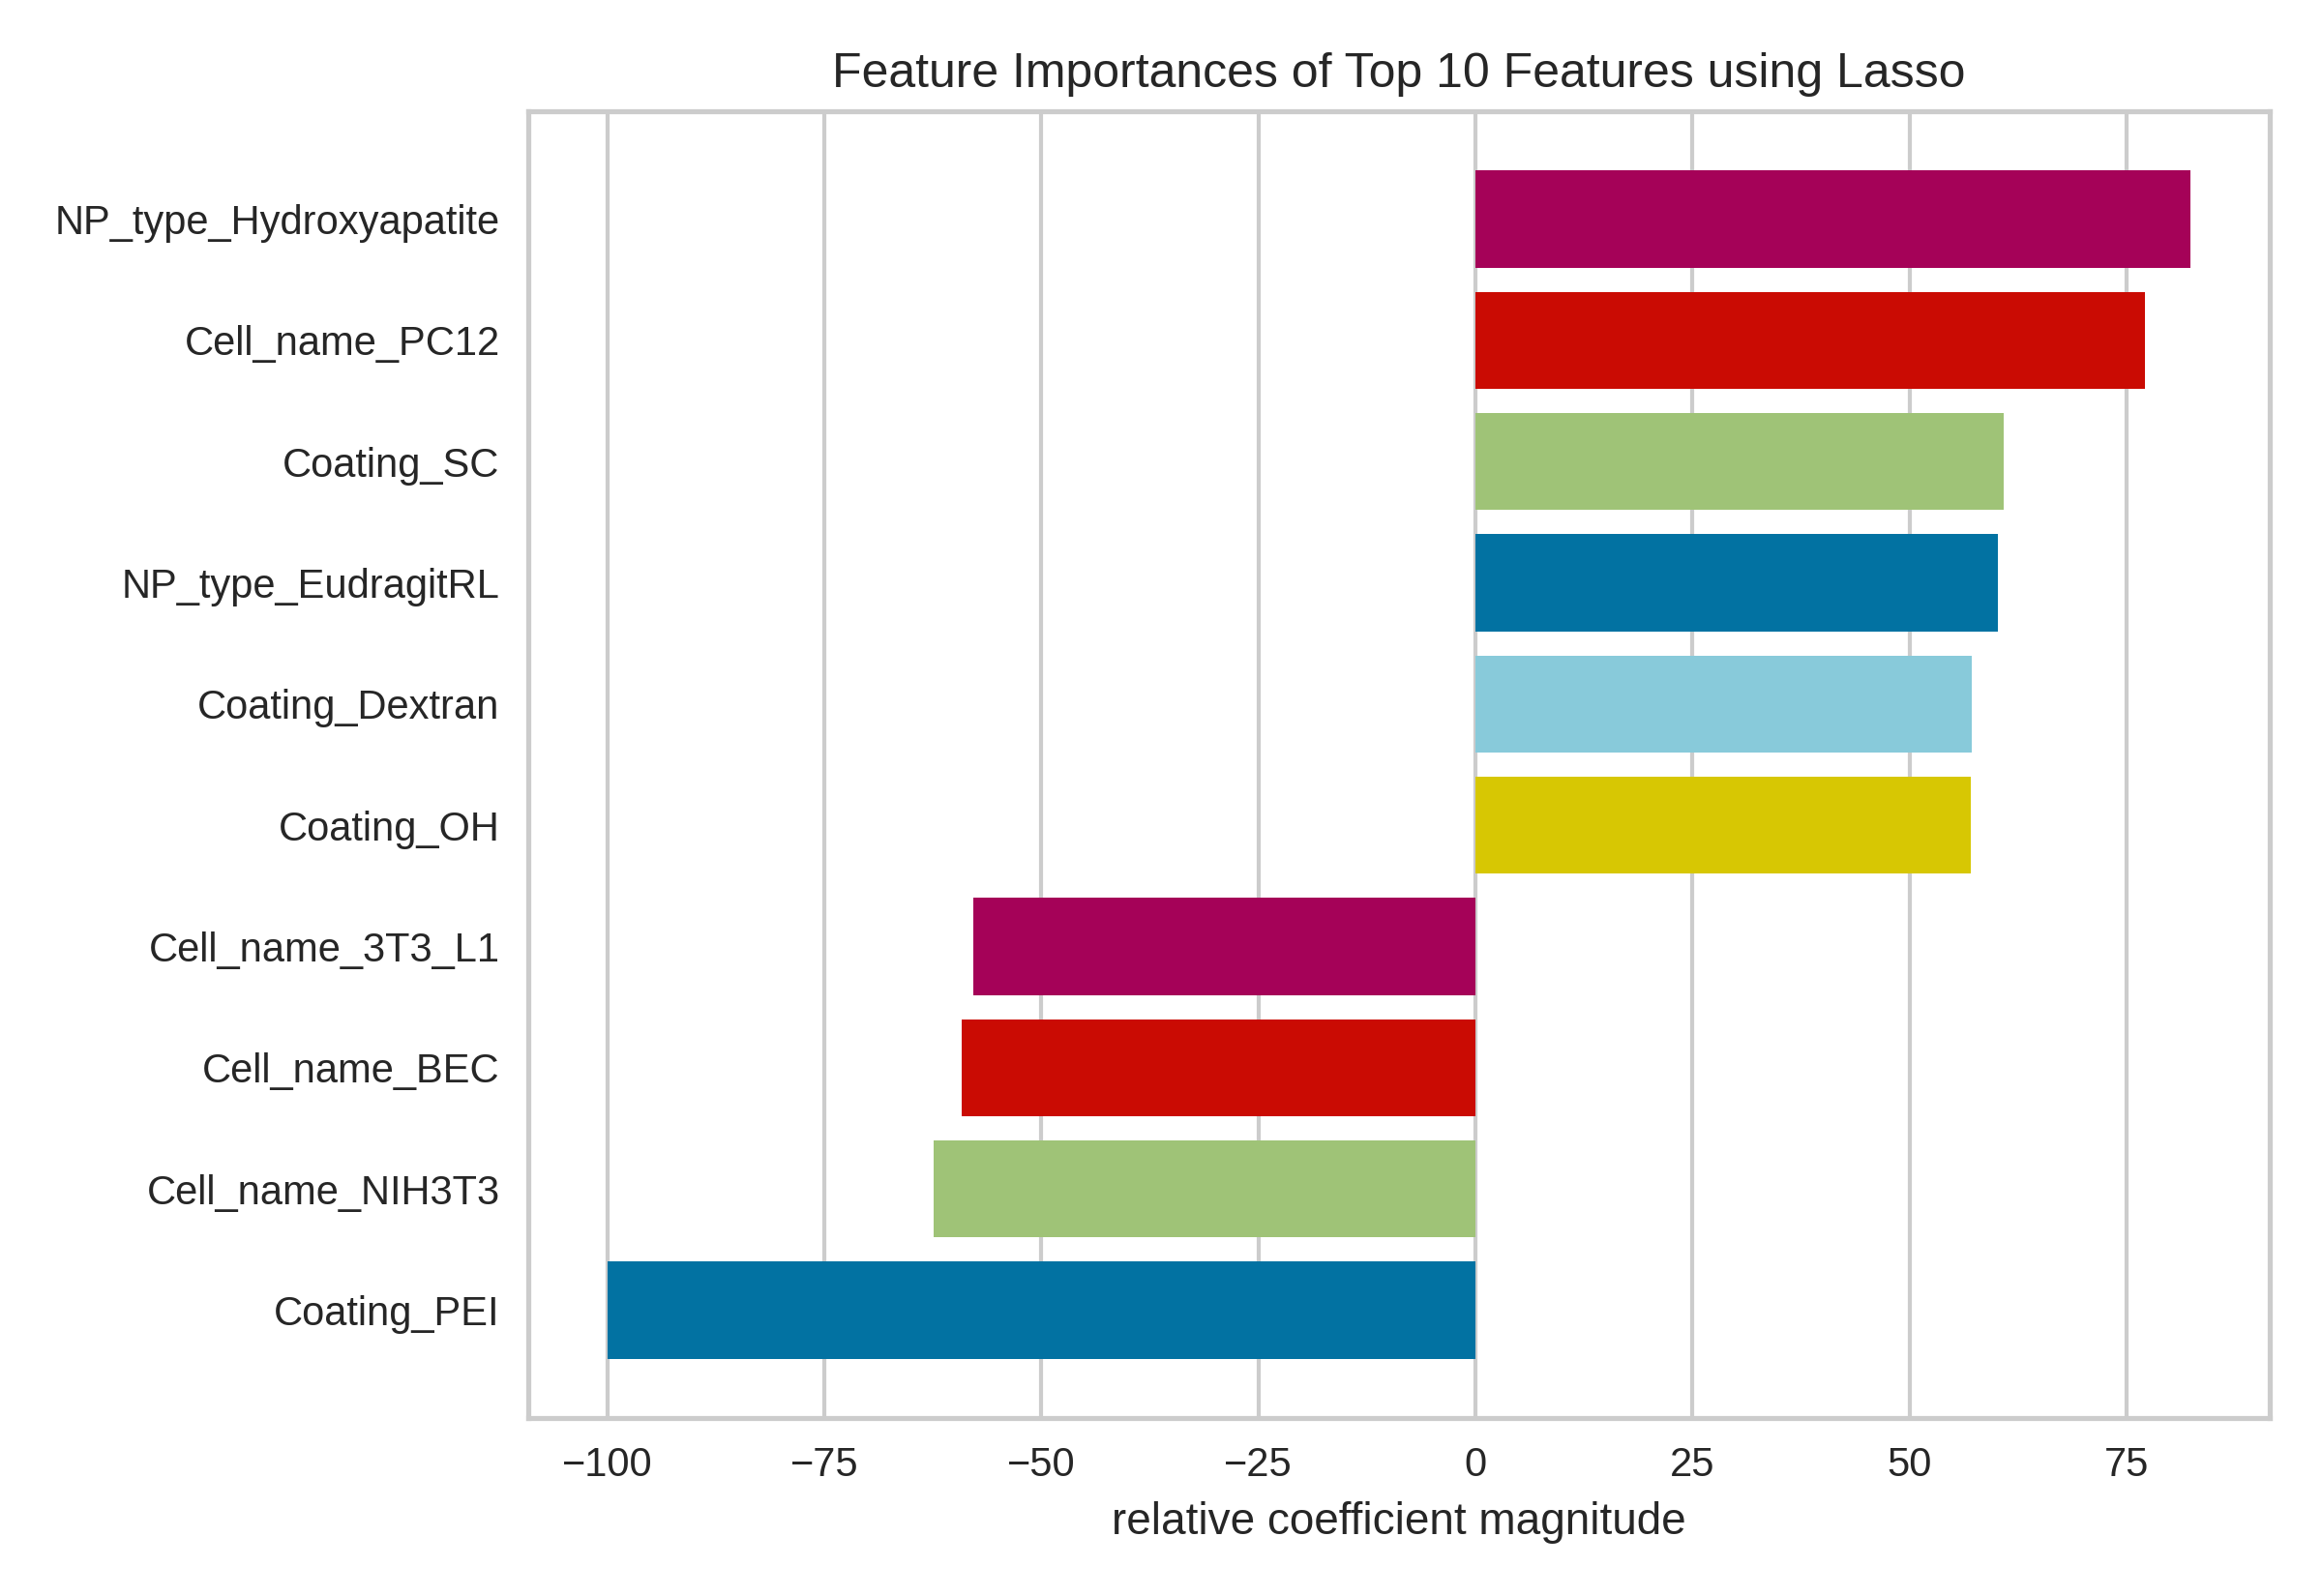 Feature Importances of Top 10 Features using Lasso
NP_type_Hydroxyapatite
Cell_name_PC12
Coating_SC
NP_type_EudragitRL
Coating_Dextran
Coating_OH
Cell_name_3T3_L1
Cell_name_BEC
Cell_name_NIH3T3
Coating_PEI
−100 −75 −50 −25 0 25 50 75
relative coefficient magnitude